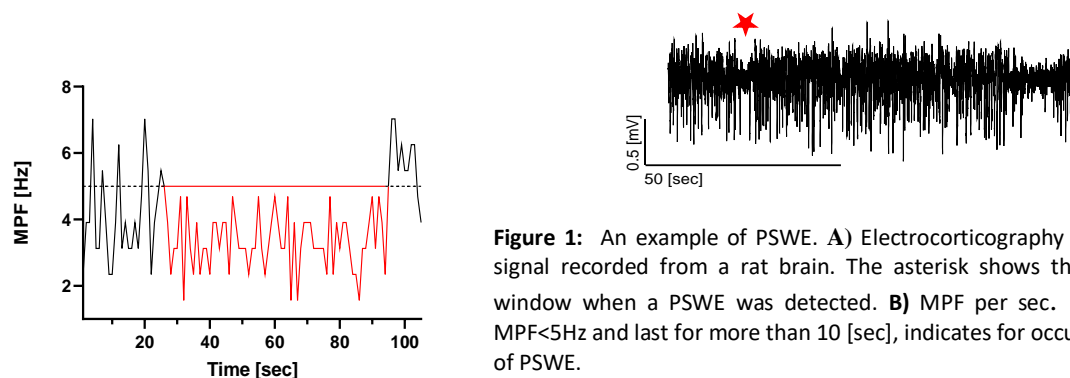 8
6
4
2
MPF [Hz]
20 40 60 80 100
Time [sec]
0.5 [mV]
50 [sec]
Figure 1: An example of PSWE. A) Electrocorticography
signal recorded from a rat brain. The asterisk shows
window when a PSWE was detected. B) MPF per sec.
MPF<5Hz and last for more than 10 [sec], indicates for
of PSWE.